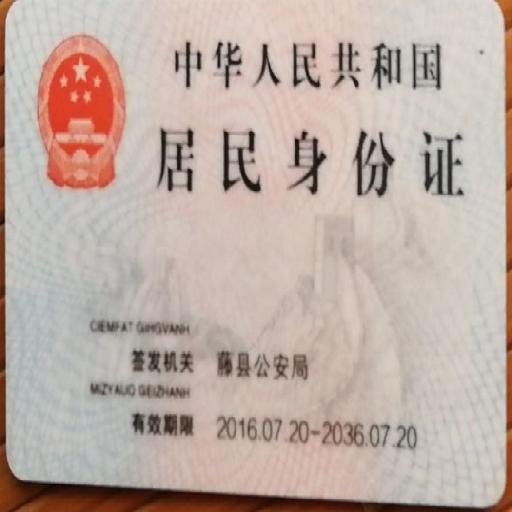 中华人民共和国
居民身份证
CIEMFAT GIHGVANH
签发机关 藤县公安局
MIZYAUQ GEIZHANH
有效期限 2016.07.20-2036.07.20